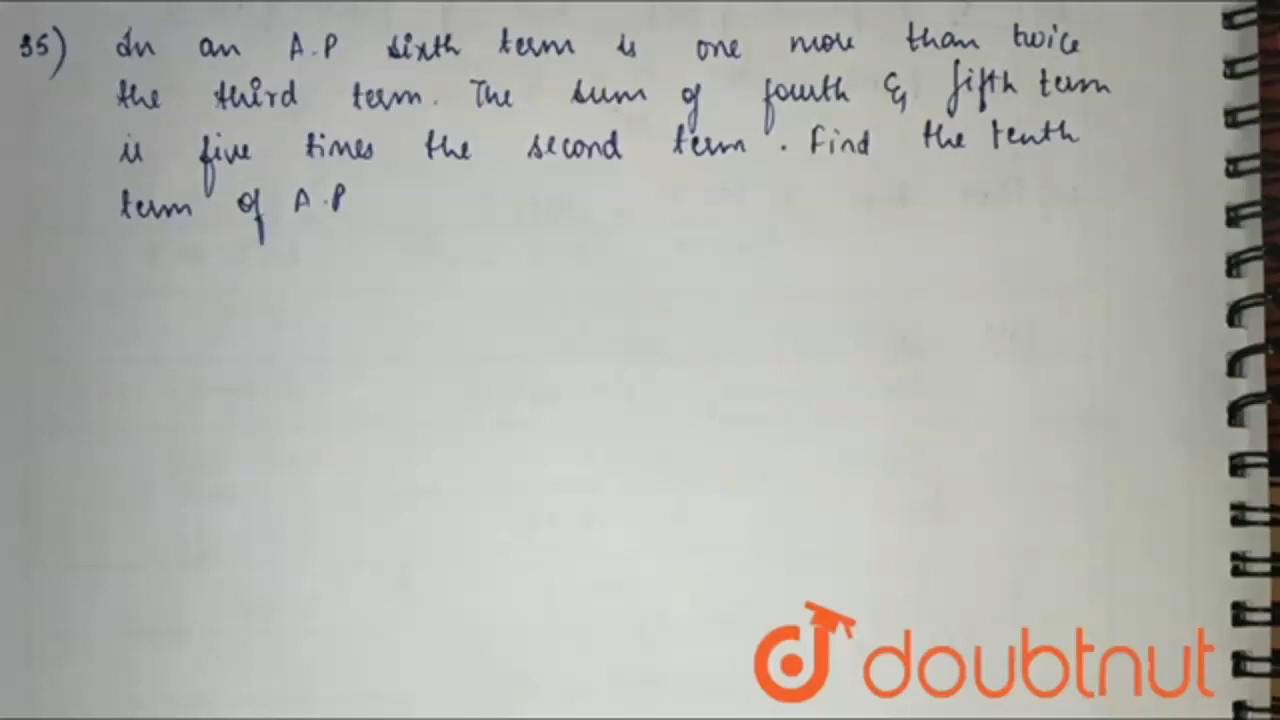 35) In an A.P sixth term is one more than twice
the third term. The sum of fourth & fifth term
is five times the second term. Find the tenth
term of A.P
doubtnut